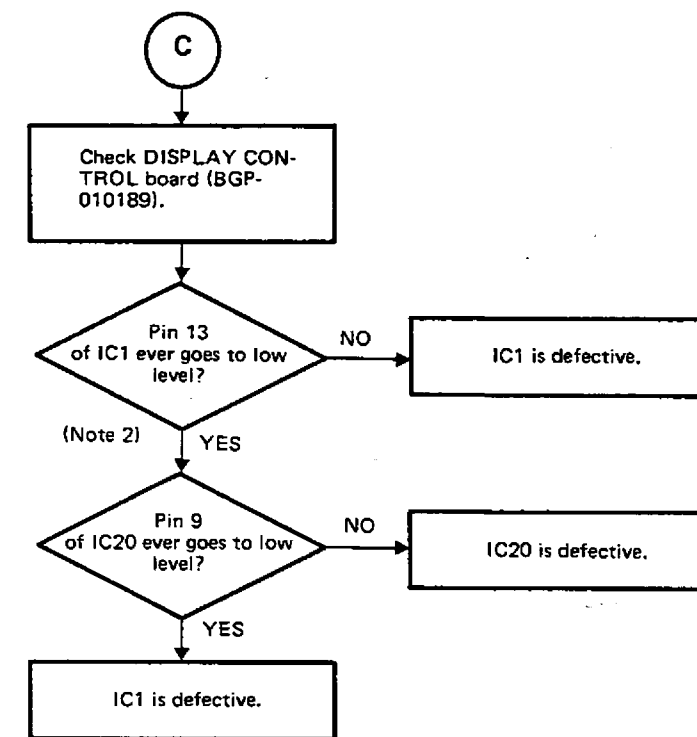 C
Check DISPLAY CON-
TROL board (BGP-
010189).
Pin 13
of IC1 ever goes to low
level?
NO
IC1 is defective.
(Note 2)
YES
Pin 9
of IC20 ever goes to low
level?
NO
IC20 is defective.
YES
IC1 is defective.